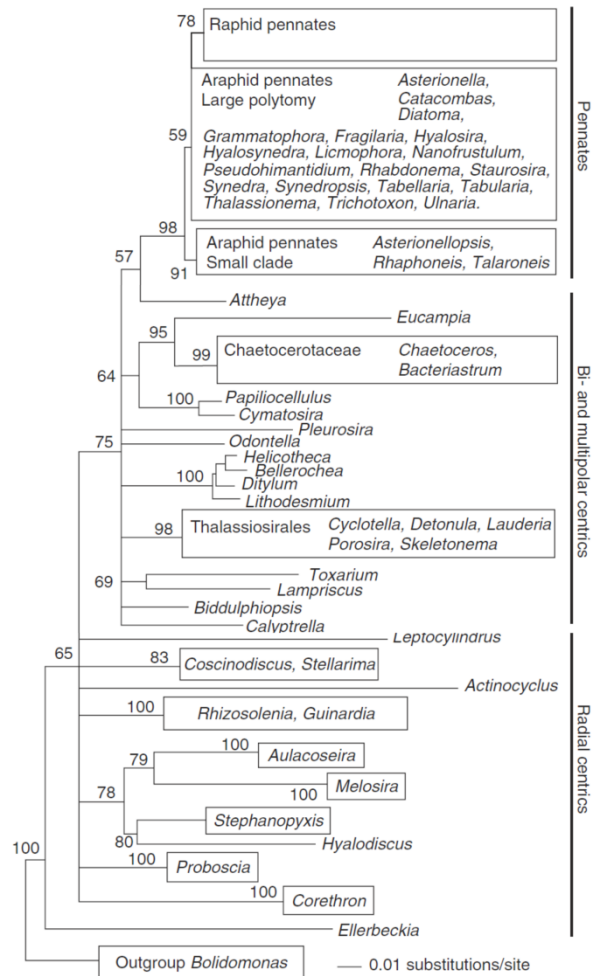 78
Raphid pennates
Araphid pennates Asterionella,
Large polytomy Catacombas,
Diatoma,
59
Grammatophora, Fragilaria, Hyalosira,
Hyalosynedra, Licmophora, Nanofrustulum,
Pseudohimantidium, Rhabdonema, Staurosira,
Synedra, Synedropsis, Tabellaria, Tabularia,
Thalassionema, Trichotoxon, Ulnaria.
Pennates
98
Araphid pennates Asterionellopsis,
Small clade Rhaphoneis, Talaroneis
57
91
Attheya
Eucampia
95
99
Chaetocerotaceae Chaetoceros,
Bacteriastrum
64
100
Papiliocellulus
Cymatosira
Pleurosira
75
Odontella
Helicotheca
Bellerochea
100
Ditylum
Lithodesmium
98
Thalassiosirales Cyclotella, Detonula, Lauderia
Porosira, Skeletonema
Toxarium
69
Lampriscus
Biddulphiopsis
Calyptrella
Bi- and multipolar centrics
Leptocylindrus
65
83
Coscinodiscus, Stellarima
Actinocyclus
100
Rhizosolenia, Guinardia
100
Aulacoseira
79
100
Melosira
78
Stephanopyxis
80
Hyalodiscus
100
Proboscia
100
Corethron
Radial centrics
100
Ellerbeckia
Outgroup Bolidomonas
0.01 substitutions/site